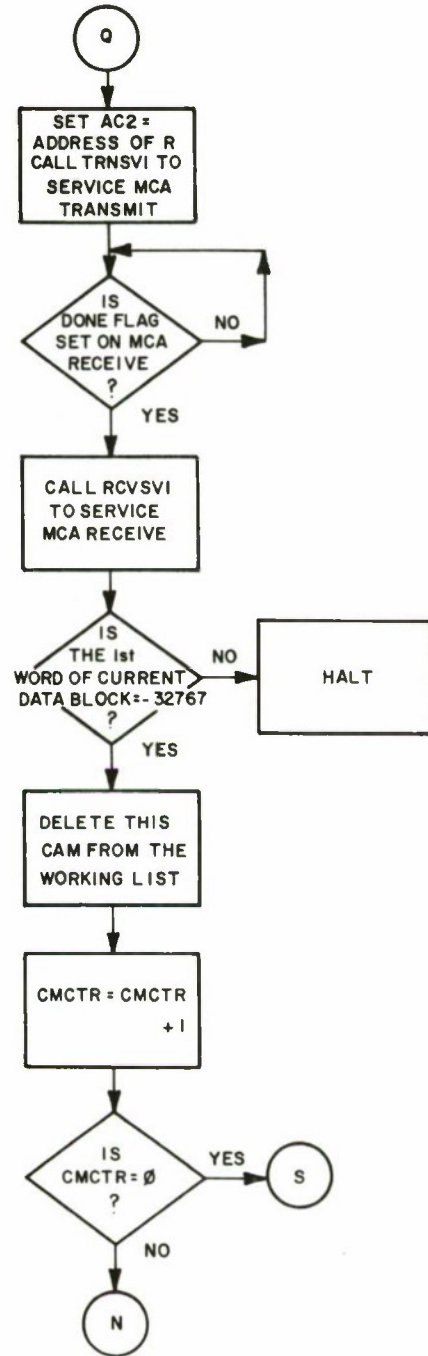 Q
SET AC2=
ADDRESS OF R
CALL TRNSVI TO
SERVICE MCA
TRANSMIT
IS
DONE FLAG
SET ON MCA
RECEIVE
?
NO
YES
CALL RCVSVI
TO SERVICE
MCA RECEIVE
IS
THE 1st
WORD OF CURRENT
DATA BLOCK=-32767
?
NO
HALT
YES
DELETE THIS
CAM FROM THE
WORKING LIST
CMCTR = CMCTR
+1
IS
CMCTR=Ø
?
YES
S
NO
N